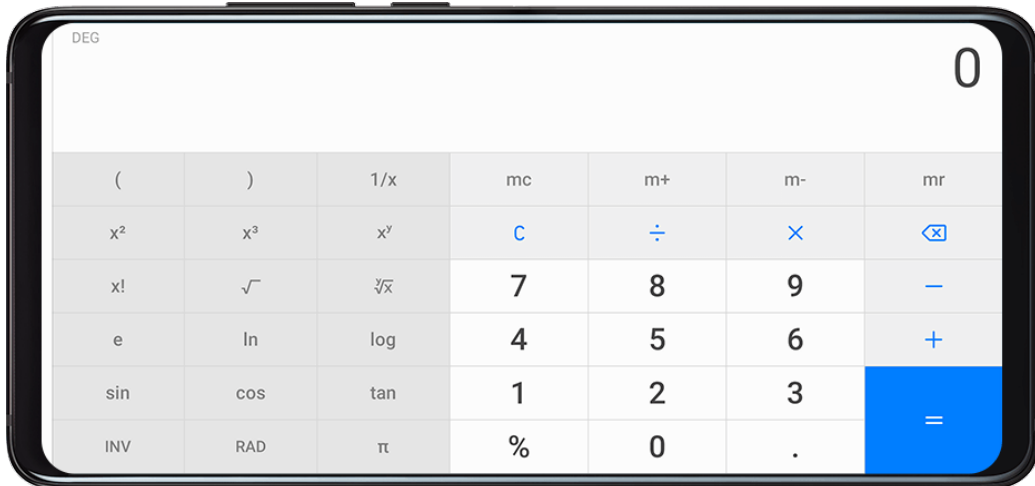 DEG
0
( ) 1/x mc m+ m- mr
x² x³ xʸ C ÷ ×
x! √ ʸ√x 7 8 9 −
e ln log 4 5 6 +
sin cos tan 1 2 3 =
INV RAD π % 0 .